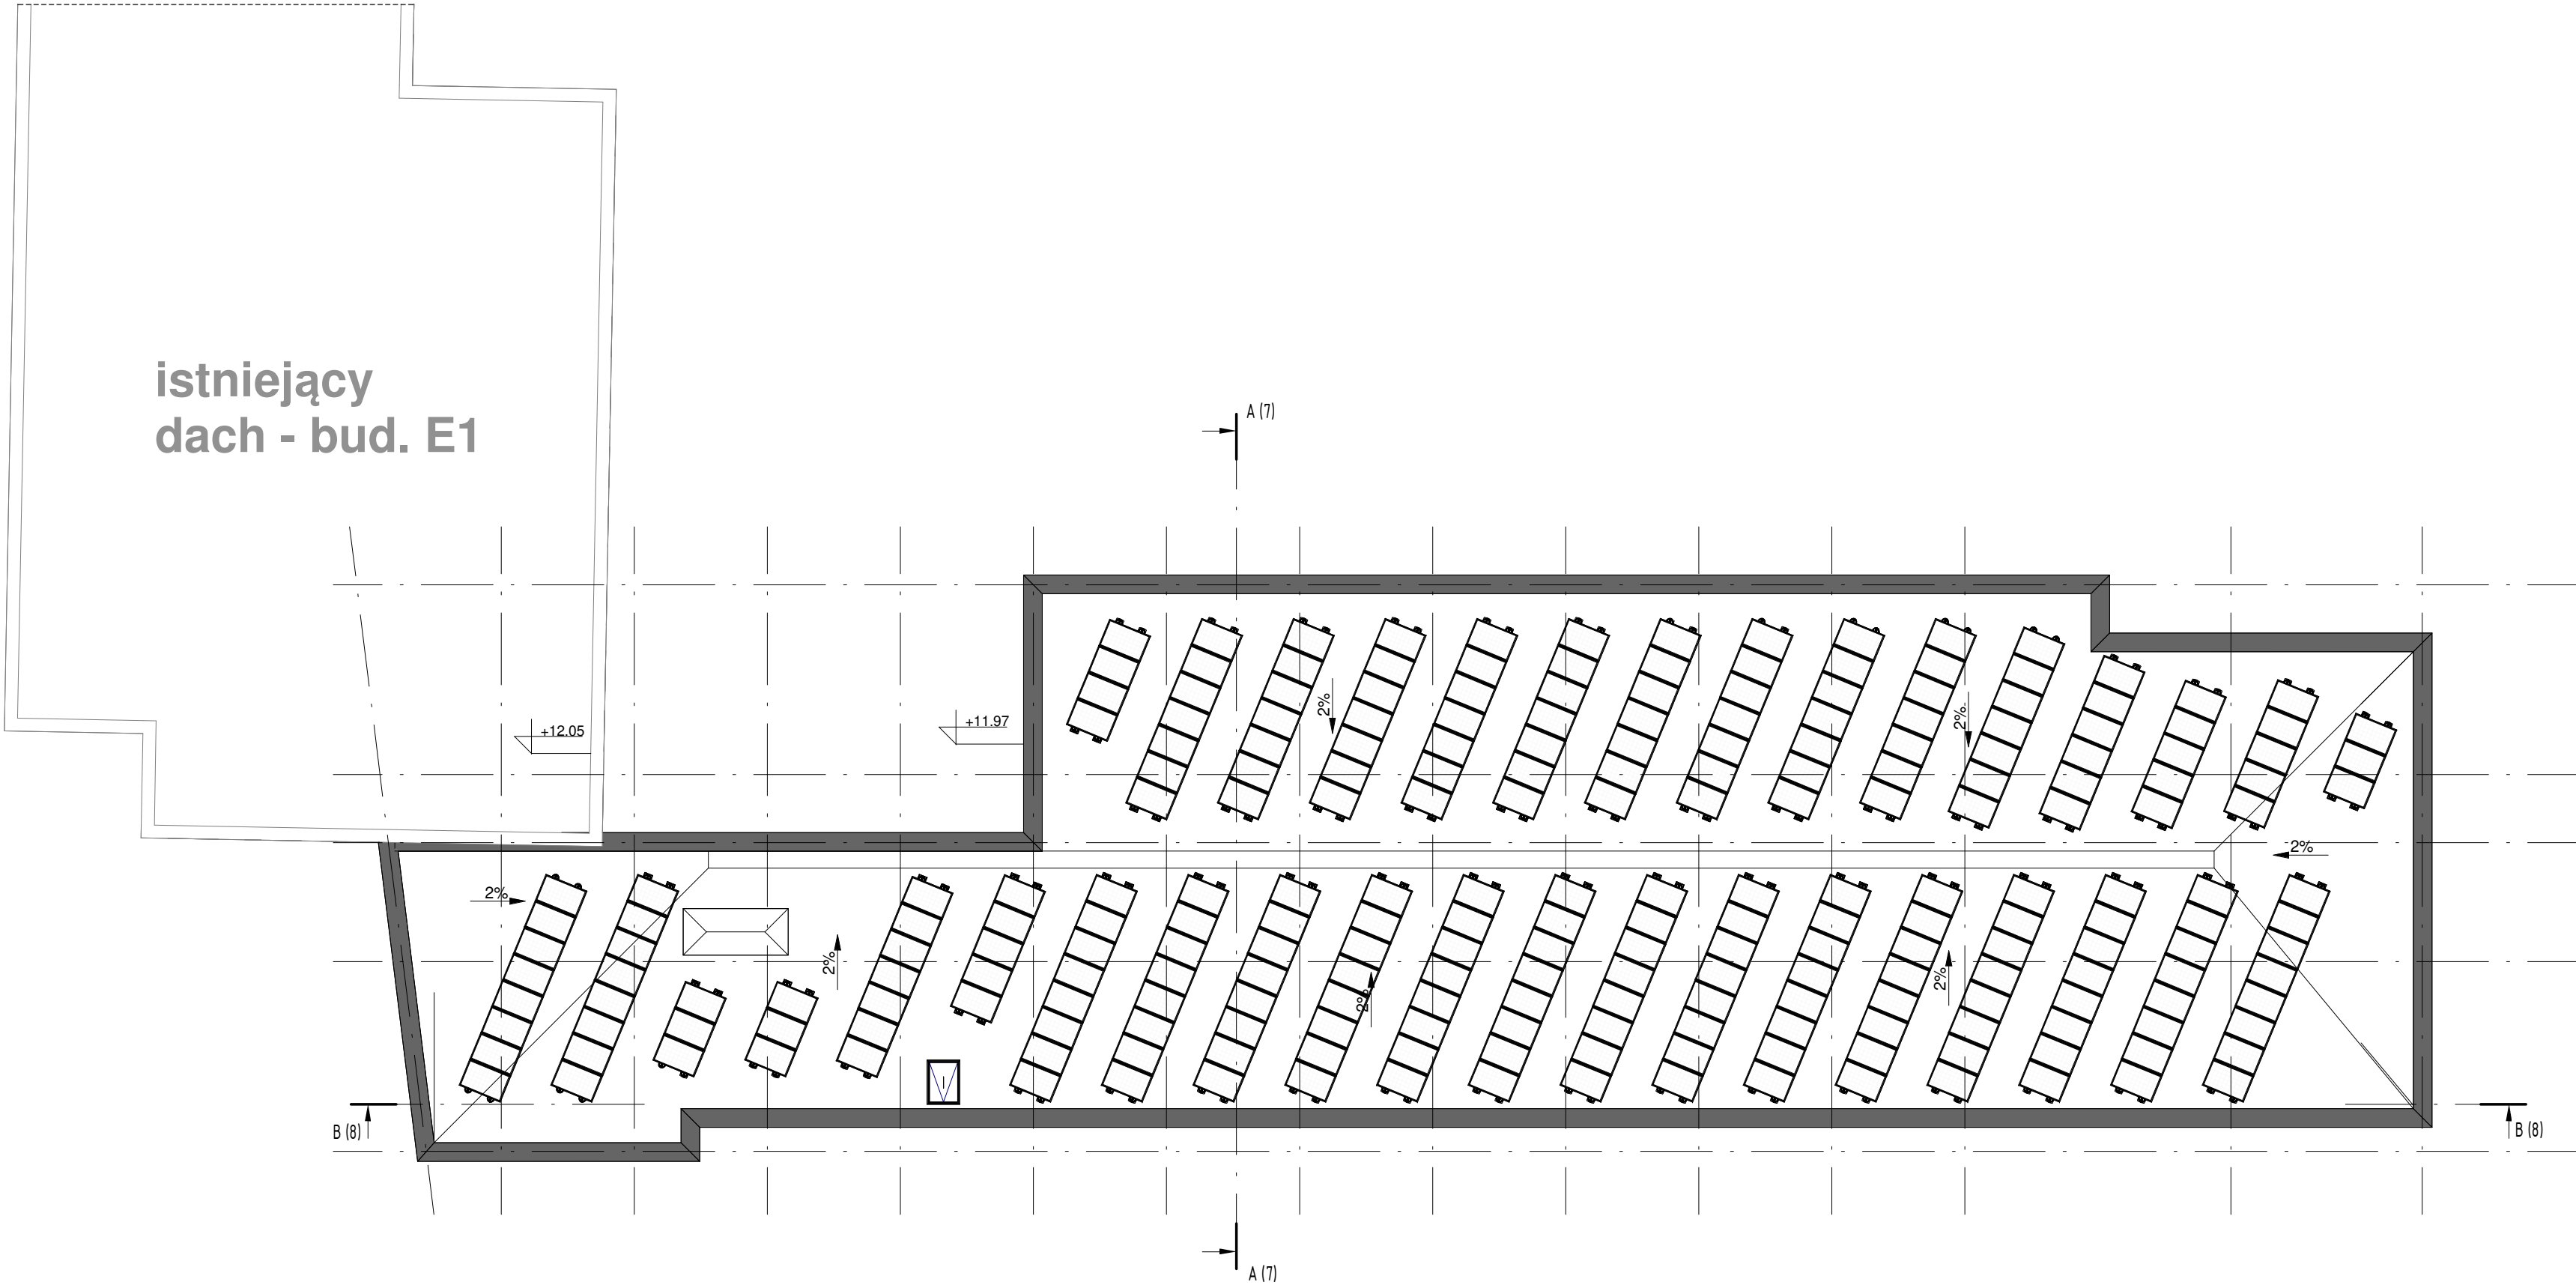 istniejący
dach - bud. E1
A (7)
+12.05
+11.97
2%
2%
2%
2%
2%
2%
2%
B (8)
B (8)
A (7)